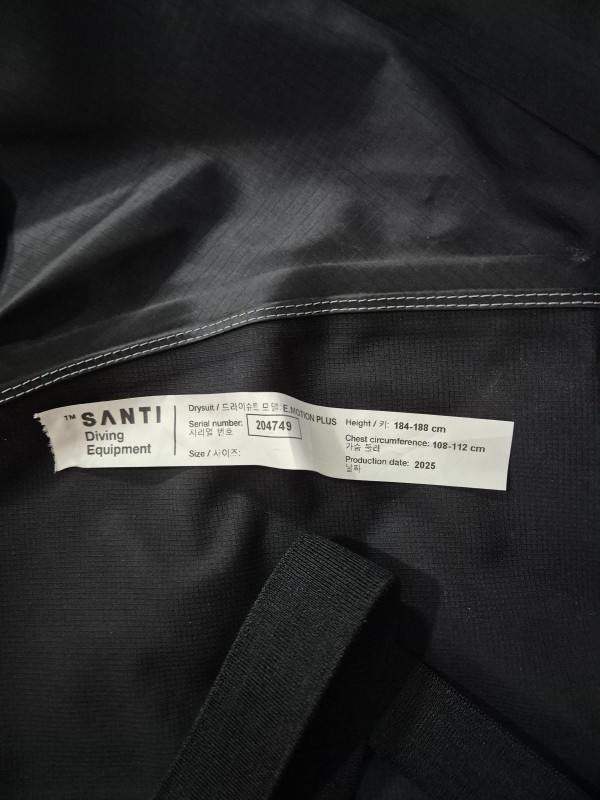 ™ SANTI
Diving
Equipment
Drysuit / 드라이슈트 모델: E.MOTION PLUS
Serial number: 204749
시리얼 번호
Size / 사이즈:
Height / 키: 184-188 cm
Chest circumference: 108-112 cm
가슴 둘레
Production date: 2025
날짜